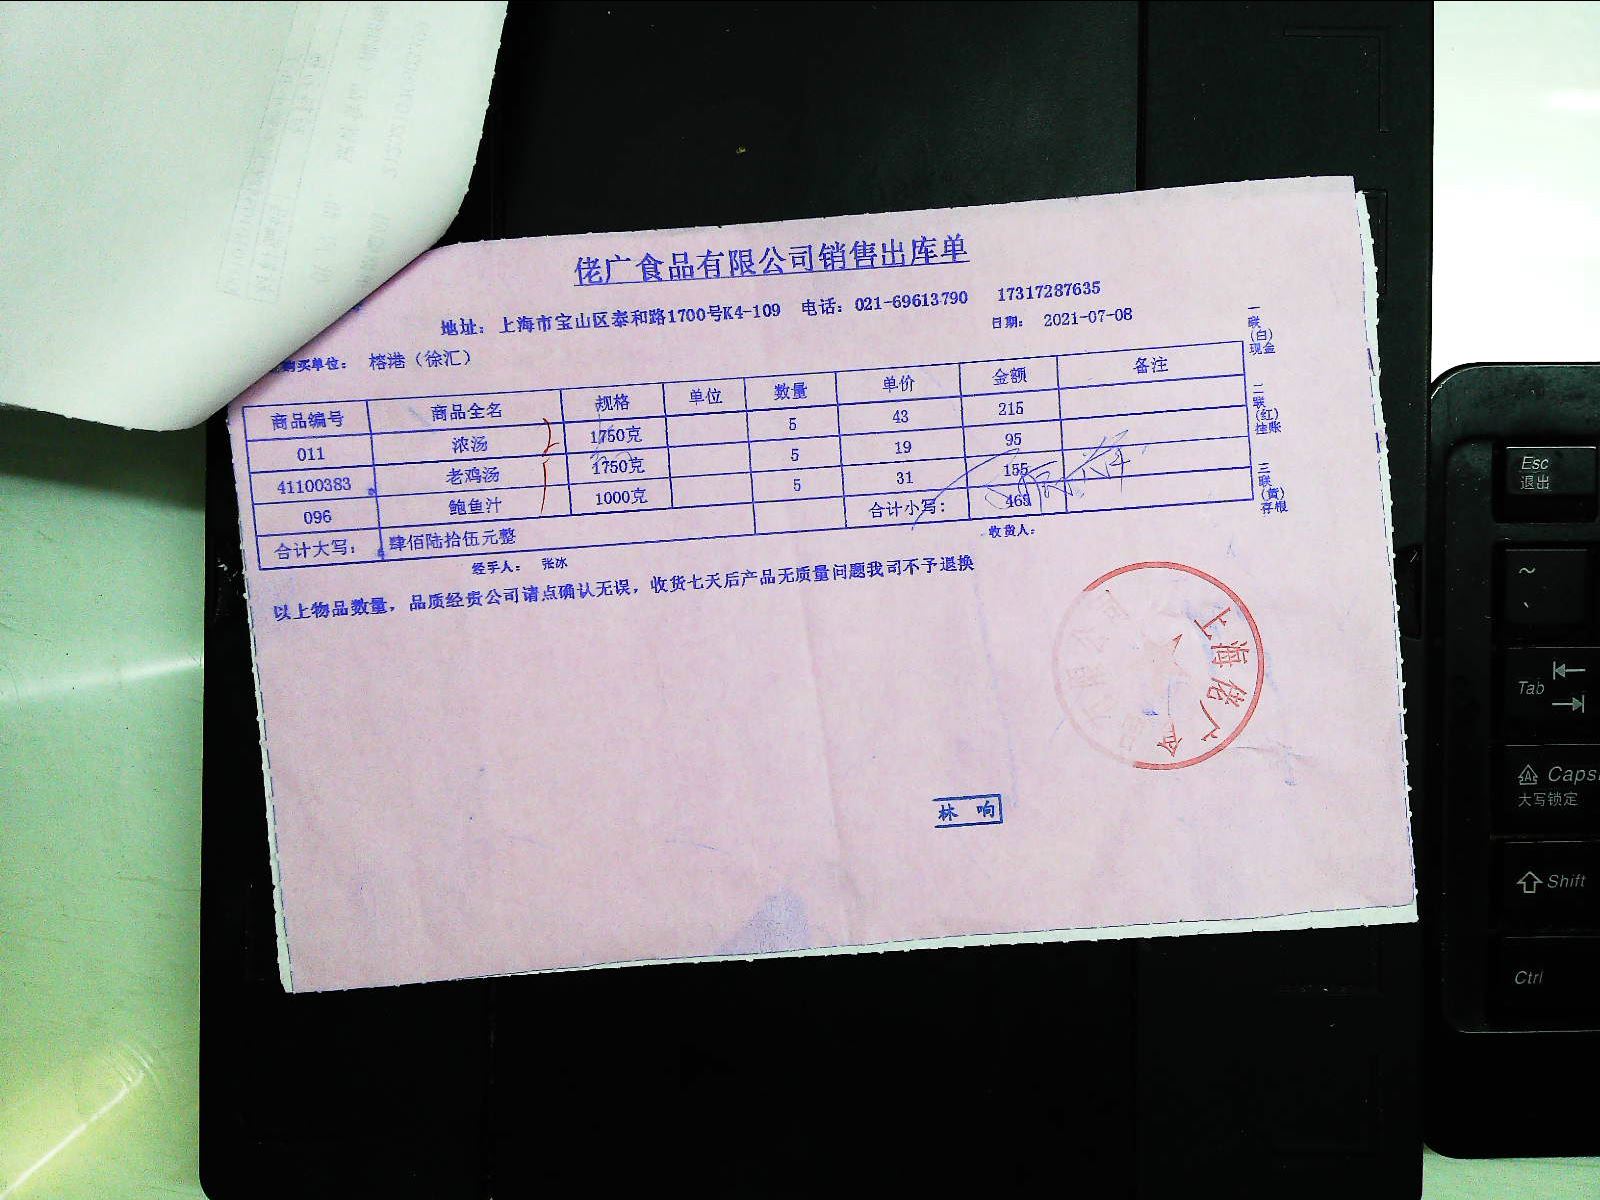 佬广食品有限公司销售出库单
地址：上海市宝山区泰和路1700号K4-109 电话：021-69613790 17317287635
购买单位： 榕港（徐汇） 日期： 2021-07-08
商品编号 商品全名 规格 单位 数量 单价 金额 备注
011 浓汤 1750克 5 43 215
41100383 老鸡汤 1750克 5 19 95
096 鲍鱼汁 1000克 5 31 155
合计大写： 肆佰陆拾伍元整 合计小写： 465
经手人： 张冰 收货人：
以上物品数量，品质经贵公司请点确认无误，收货七天后产品无质量问题我司不予退换
一联(白)现金
二联(红)挂账
三联(黄)存根
上海佬广食
限公司
林 响
Esc
退出
~
、
Tab
Caps
大写锁定
Shift
Ctrl